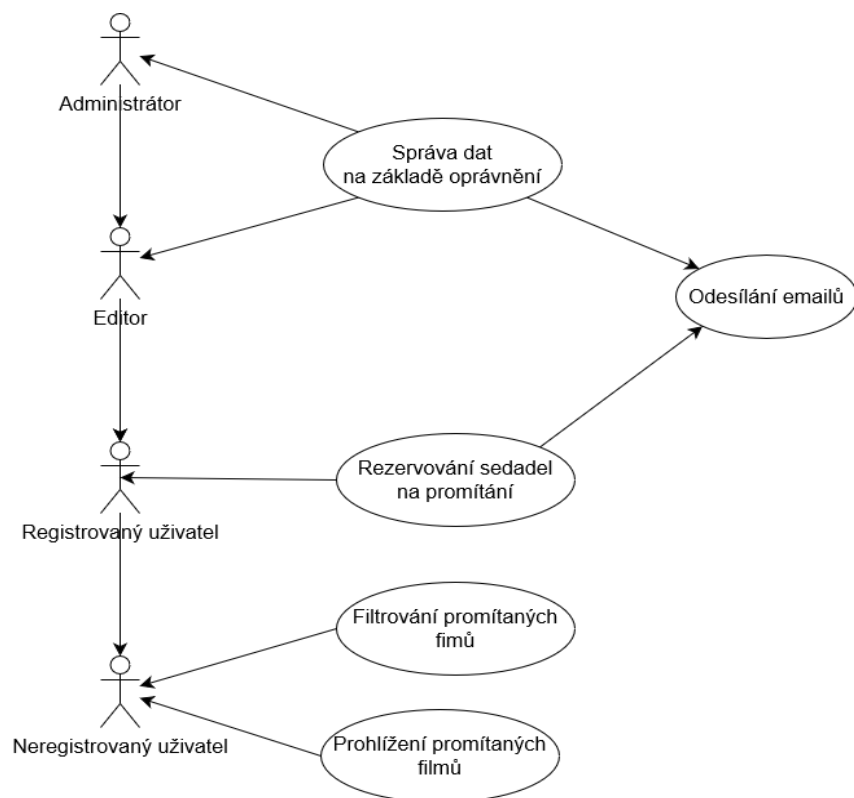 Administrátor
Správa dat
na základě oprávnění
Odesílání emailů
Editor
Rezervování sedadel
na promítání
Registrovaný uživatel
Filtrování promítaných
fimů
Neregistrovaný uživatel
Prohlížení promítaných
filmů